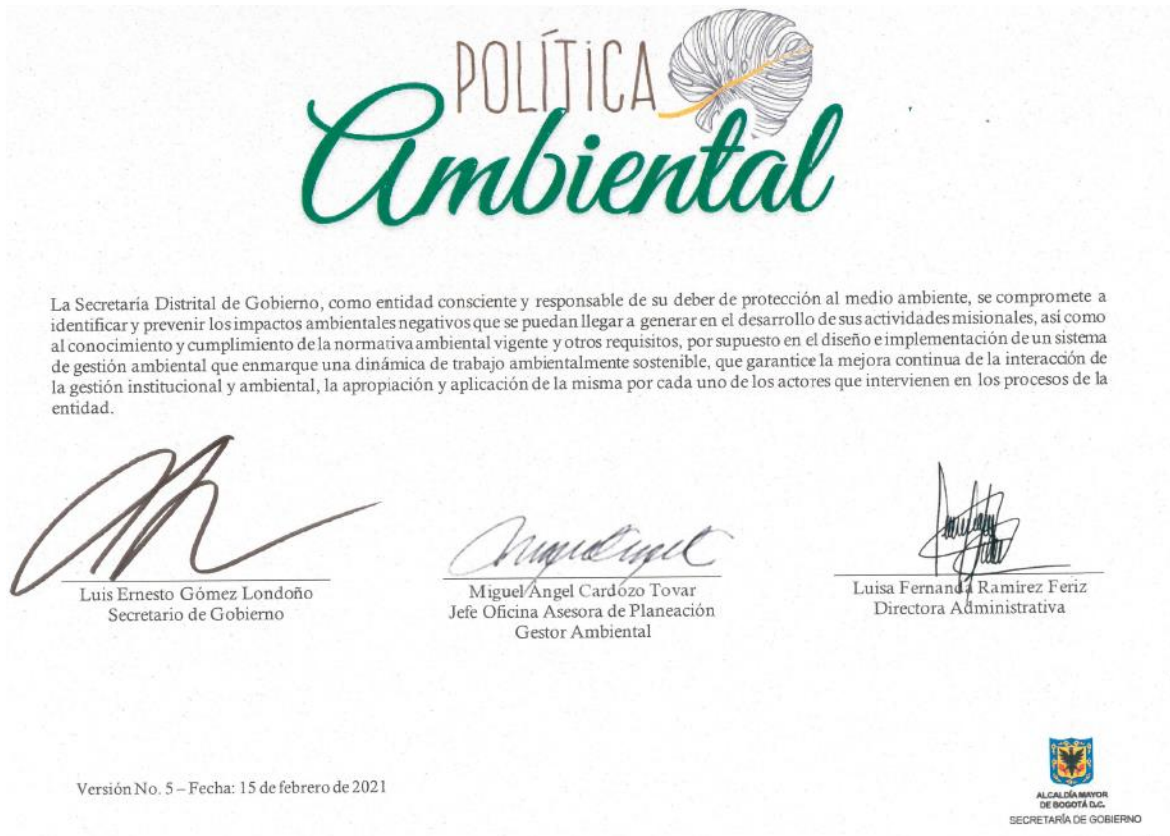 POLÍTICA
Ambiental
La Secretaría Distrital de Gobierno, como entidad consciente y responsable de su deber de protección al medio ambiente, se compromete a
identificar y prevenir los impactos ambientales negativos que se puedan llegar a generar en el desarrollo de sus actividades misionales, así como
al conocimiento y cumplimiento de la normativa ambiental vigente y otros requisitos, por supuesto en el diseño e implementación de un sistema
de gestión ambiental que enmarque una dinámica de trabajo ambientalmente sostenible, que garantice la mejora continua de la interacción de
la gestión institucional y ambiental, la apropiación y aplicación de la misma por cada uno de los actores que intervienen en los procesos de la
entidad.
Luis Ernesto Gómez Londoño
Secretario de Gobierno
Miguel Ángel Cardozo Tovar
Jefe Oficina Asesora de Planeación
Gestor Ambiental
Luisa Fernanda Ramírez Feriz
Directora Administrativa
Versión No. 5 – Fecha: 15 de febrero de 2021
ALCALDÍA MAYOR
DE BOGOTÁ D.C.
SECRETARÍA DE GOBIERNO